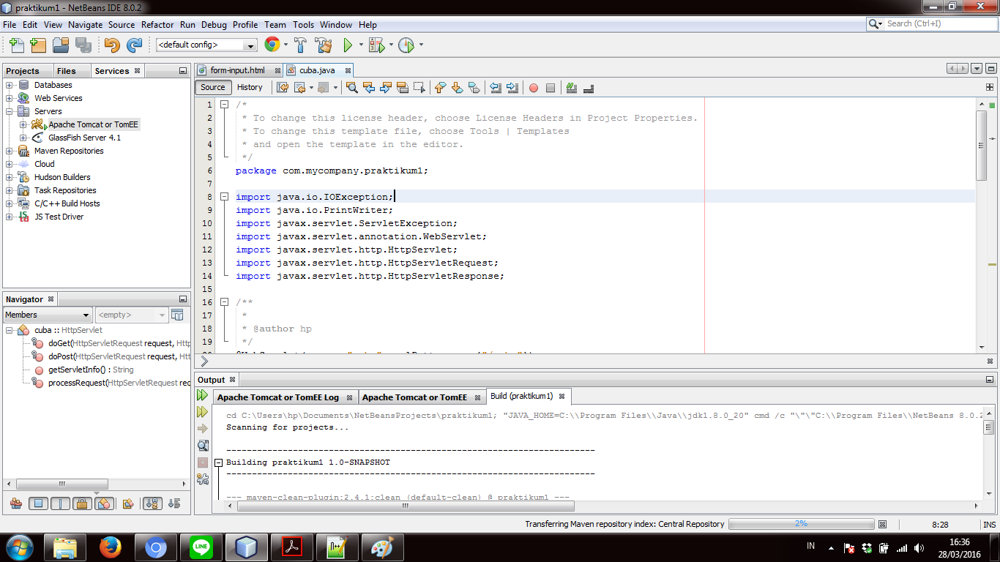 praktikum1 - NetBeans IDE 8.0.2
File Edit View Navigate Source Refactor Run Debug Profile Team Tools Window Help
Search (Ctrl+I)
<default config>
Projects Files Services
Databases
Web Services
Servers
Apache Tomcat or TomEE
GlassFish Server 4.1
Maven Repositories
Cloud
Hudson Builders
Task Repositories
C/C++ Build Hosts
JS Test Driver
Navigator
Members
<empty>
cuba :: HttpServlet
doGet(HttpServletRequest request, Http
doPost(HttpServletRequest request, Htt
getServletInfo() : String
processRequest(HttpServletRequest rec
form-input.html cuba.java
Source History
1 /*
2 * To change this license header, choose License Headers in Project Properties.
3 * To change this template file, choose Tools | Templates
4 * and open the template in the editor.
5 */
6 package com.mycompany.praktikum1;
7
8 import java.io.IOException;
9 import java.io.PrintWriter;
10 import javax.servlet.ServletException;
11 import javax.servlet.annotation.WebServlet;
12 import javax.servlet.http.HttpServlet;
13 import javax.servlet.http.HttpServletRequest;
14 import javax.servlet.http.HttpServletResponse;
15
16 /**
17 *
18 * @author hp
19 */
Output
Apache Tomcat or TomEE Log Apache Tomcat or TomEE Build (praktikum1)
cd C:\Users\hp\Documents\NetBeansProjects\praktikum1; "JAVA_HOME=C:\\Program Files\\Java\\jdk1.8.0_20" cmd /c "\"\"C:\\Program Files\\NetBeans 8.0.2
Scanning for projects...
------------------------------------------------------------------------
Building praktikum1 1.0-SNAPSHOT
------------------------------------------------------------------------
--- maven-clean-plugin:2.4.1:clean (default-clean) @ praktikum1 ---
Transferring Maven repository index: Central Repository 2% 8:28 INS
LINE
IN
16:36
28/03/2016